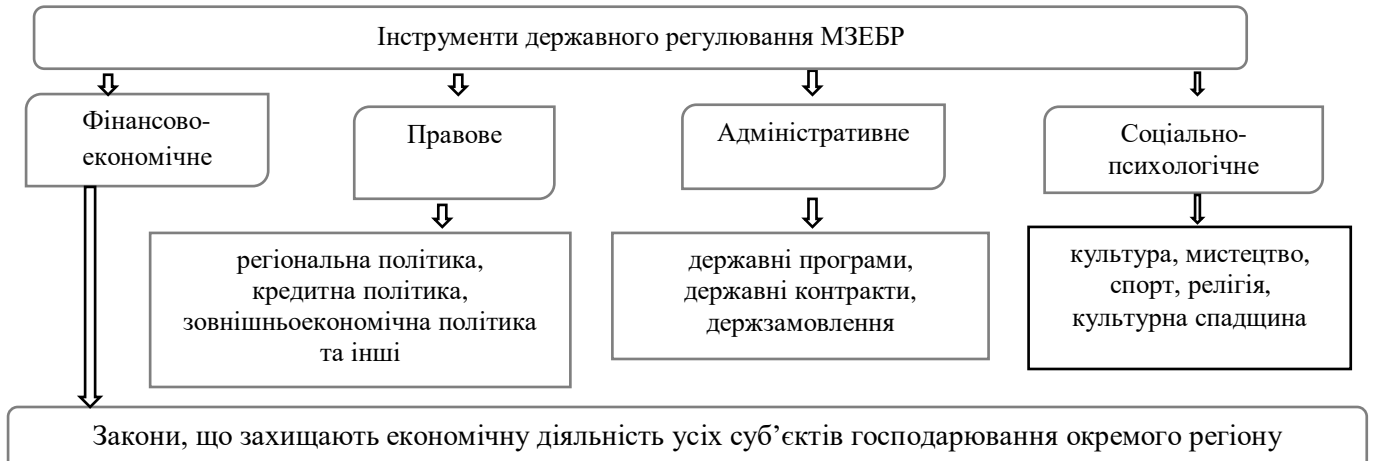 Інструменти державного регулювання МЗЕБР
Фінансово-
економічне
Правове
Адміністративне
Соціально-
психологічне
регіональна політика,
кредитна політика,
зовнішньоекономічна політика
та інші
державні програми,
державні контракти,
держзамовлення
культура, мистецтво,
спорт, релігія,
культурна спадщина
Закони, що захищають економічну діяльність усіх суб’єктів господарювання окремого регіону